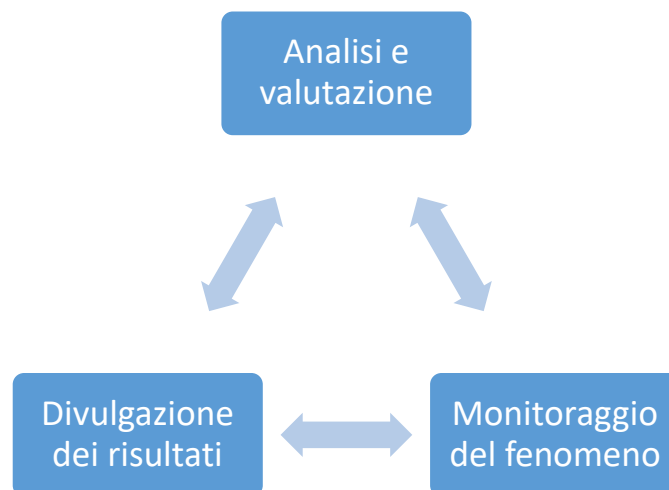 Analisi e
valutazione
Divulgazione
dei risultati
Monitoraggio
del fenomeno